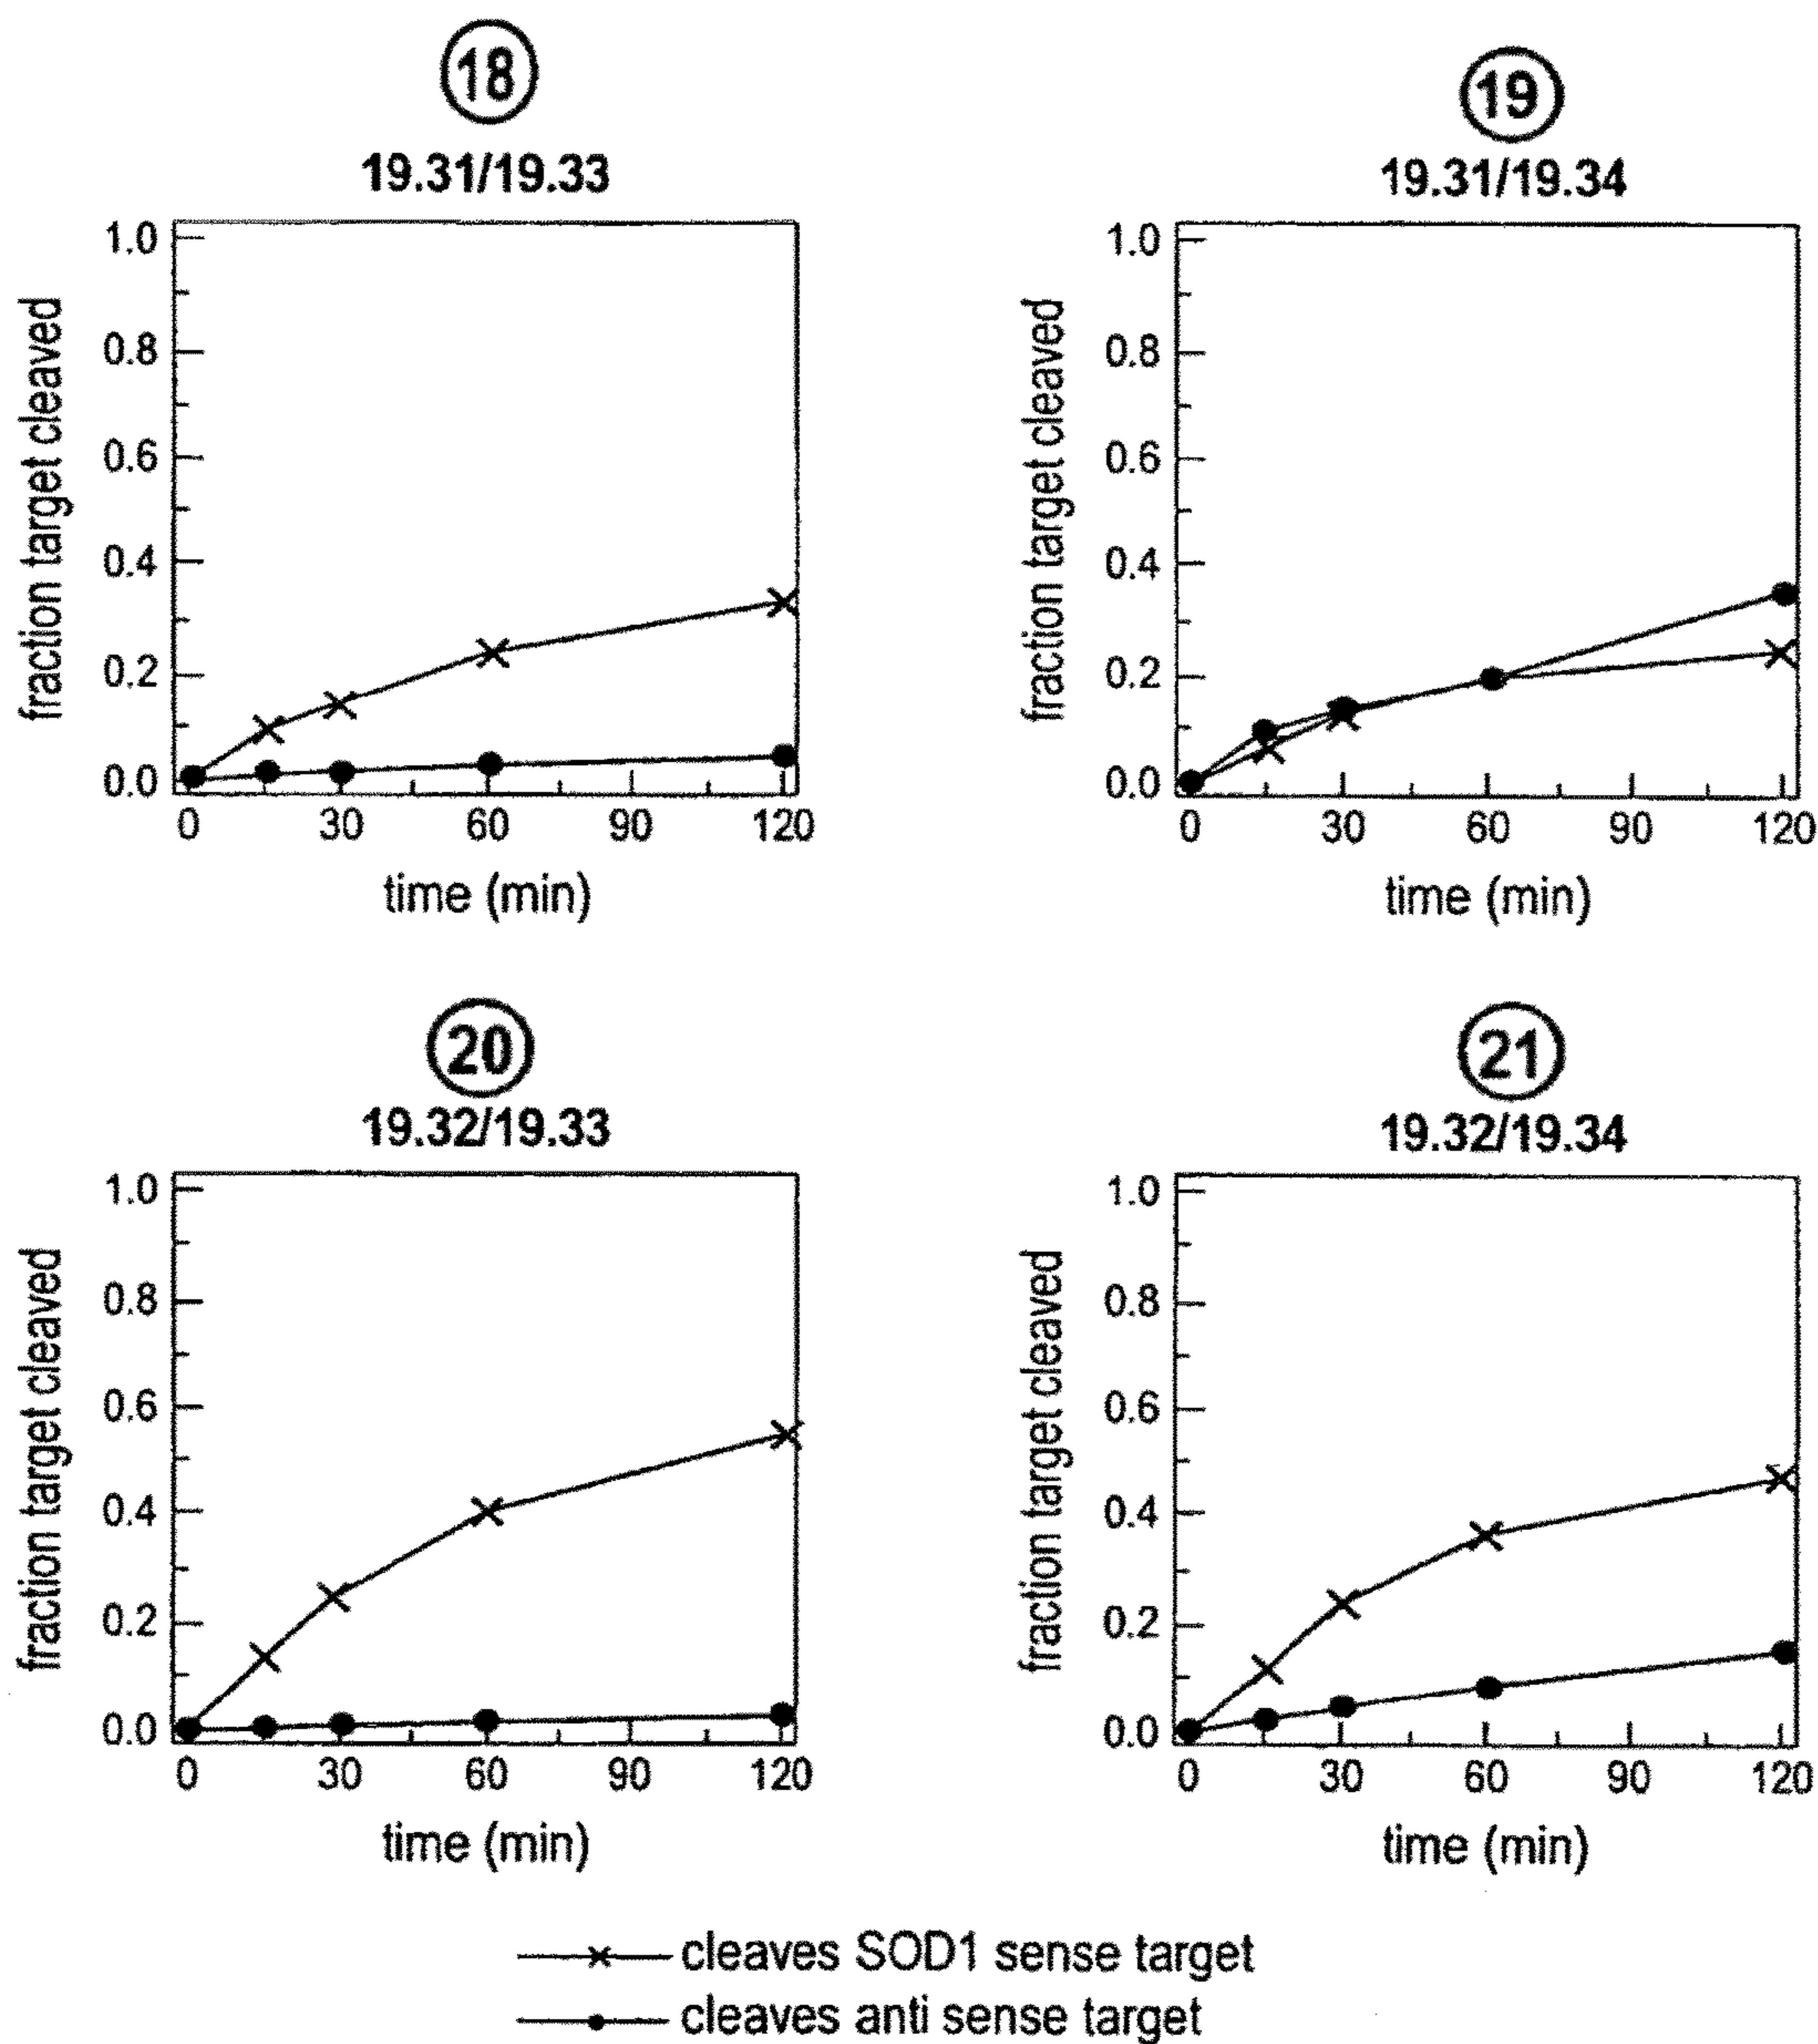 18
19.31/19.33
fraction target cleaved
1.0
0.8
0.6
0.4
0.2
0.0
0 30 60 90 120
time (min)
19
19.31/19.34
fraction target cleaved
1.0
0.8
0.6
0.4
0.2
0.0
0 30 60 90 120
time (min)
20
19.32/19.33
fraction target cleaved
1.0
0.8
0.6
0.4
0.2
0.0
0 30 60 90 120
time (min)
21
19.32/19.34
fraction target cleaved
1.0
0.8
0.6
0.4
0.2
0.0
0 30 60 90 120
time (min)
cleaves SOD1 sense target
cleaves anti sense target